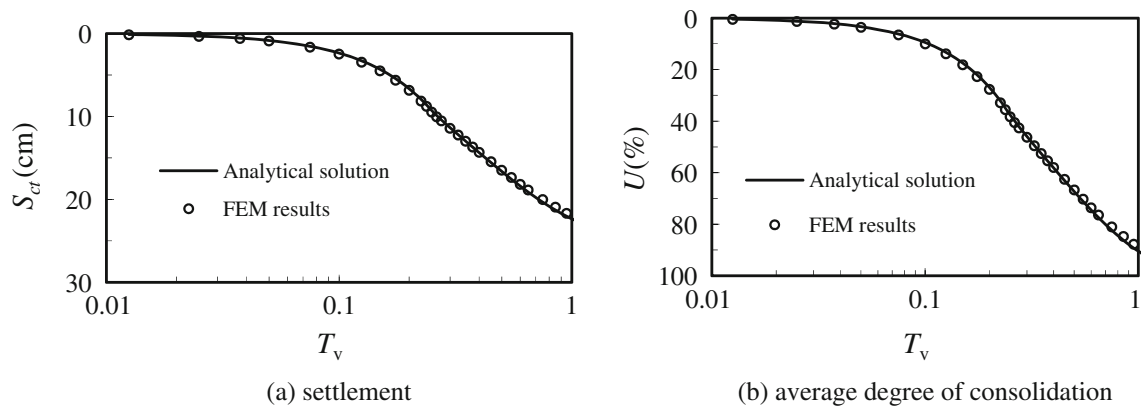 0
10
20
30
S_ct(cm)
Analytical solution
FEM results
0.01
0.1
1
T_v
(a) settlement
0
20
40
60
80
100
U(%)
Analytical solution
FEM results
0.01
0.1
1
T_v
(b) average degree of consolidation